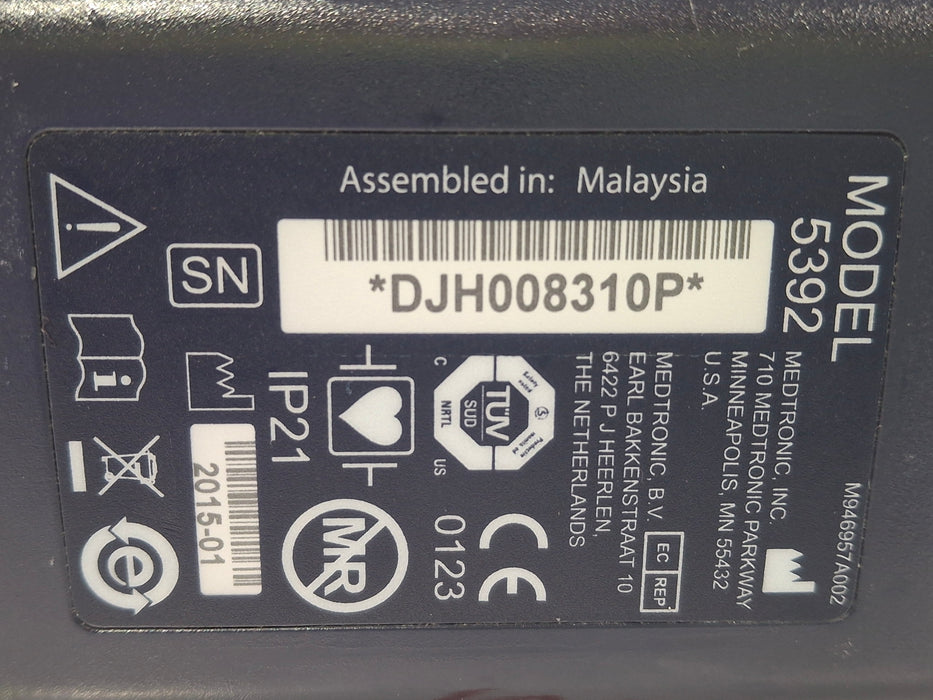 MODEL
5392
M946957A002
MEDTRONIC, INC.
710 MEDTRONIC PARKWAY
MINNEAPOLIS, MN 55432
U.S.A.
EC REP
MEDTRONIC, B.V.
EARL BAKKENSTRAAT 10
6422 P J HEERLEN,
THE NETHERLANDS
Assembled in: Malaysia
*DJH008310P*
SN
C
TÜV
SUD
NRTL
US
CE
0123
IP21
MR
2015-01
i
e